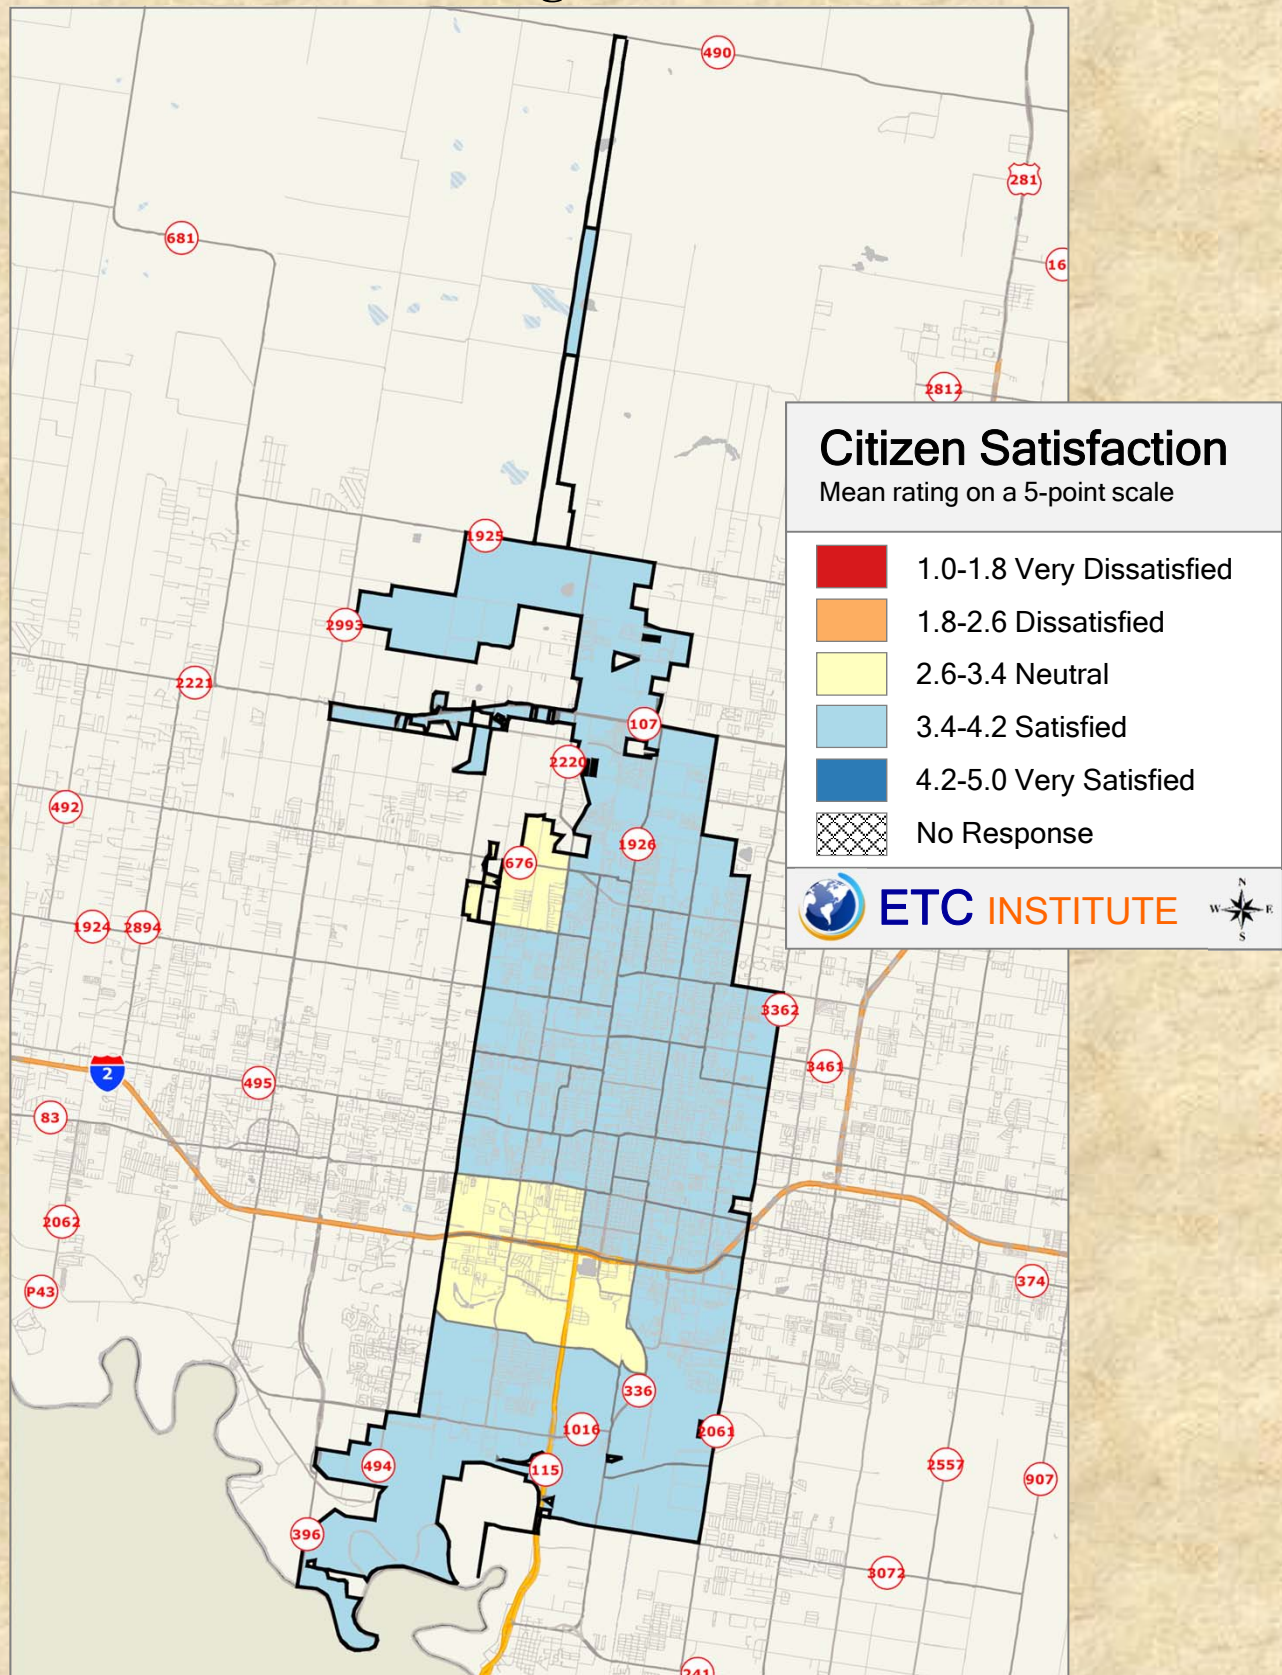 490
281
681
16
2812
Citizen Satisfaction
Mean rating on a 5-point scale
1.0-1.8 Very Dissatisfied
1.8-2.6 Dissatisfied
2.6-3.4 Neutral
3.4-4.2 Satisfied
4.2-5.0 Very Satisfied
No Response
ETC INSTITUTE
N
W E
S
1925
2993
2221
107
2220
492
1926
676
1924
2894
3362
3461
2
495
83
2062
P43
374
336
1016
2061
494
115
2557
907
396
3072
241